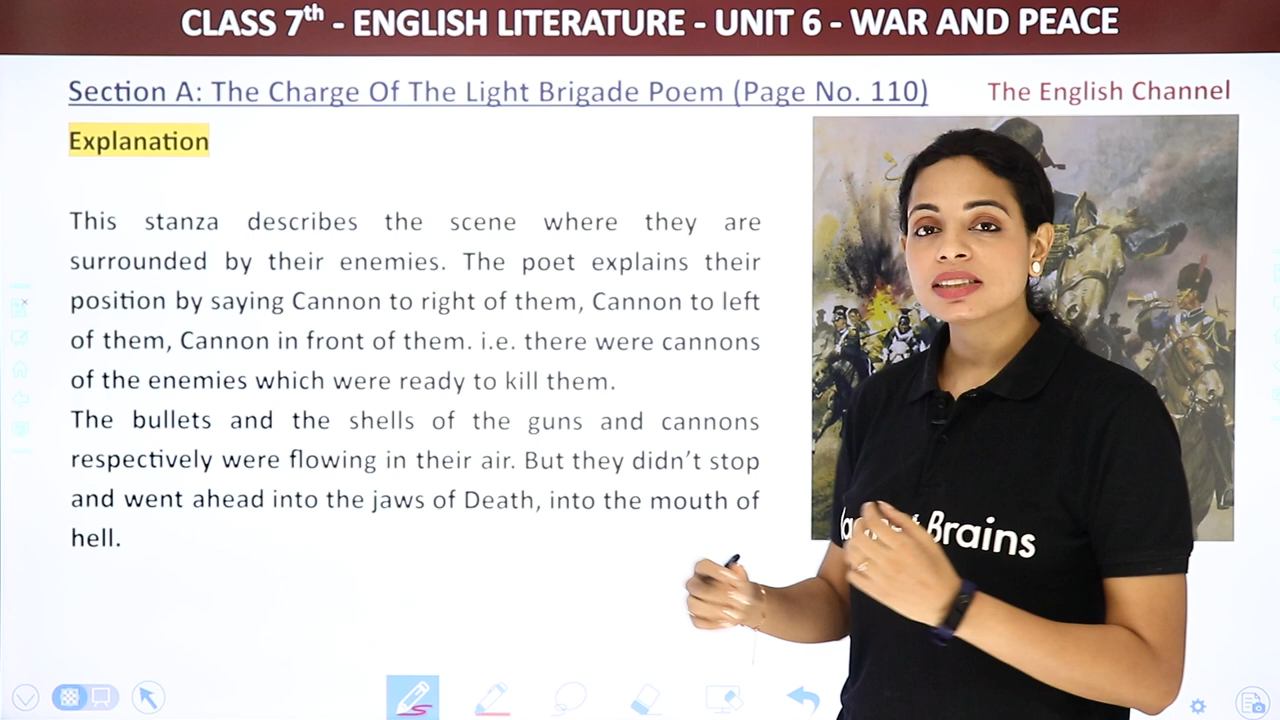 CLASS 7th - ENGLISH LITERATURE - UNIT 6 - WAR AND PEACE
Section A: The Charge Of The Light Brigade Poem (Page No. 110)
The English Channel
Explanation
This stanza describes the scene where they are
surrounded by their enemies. The poet explains their
position by saying Cannon to right of them, Cannon to left
of them, Cannon in front of them. i.e. there were cannons
of the enemies which were ready to kill them.
The bullets and the shells of the guns and cannons
respectively were flowing in their air. But they didn't stop
and went ahead into the jaws of Death, into the mouth of
hell.
Brains